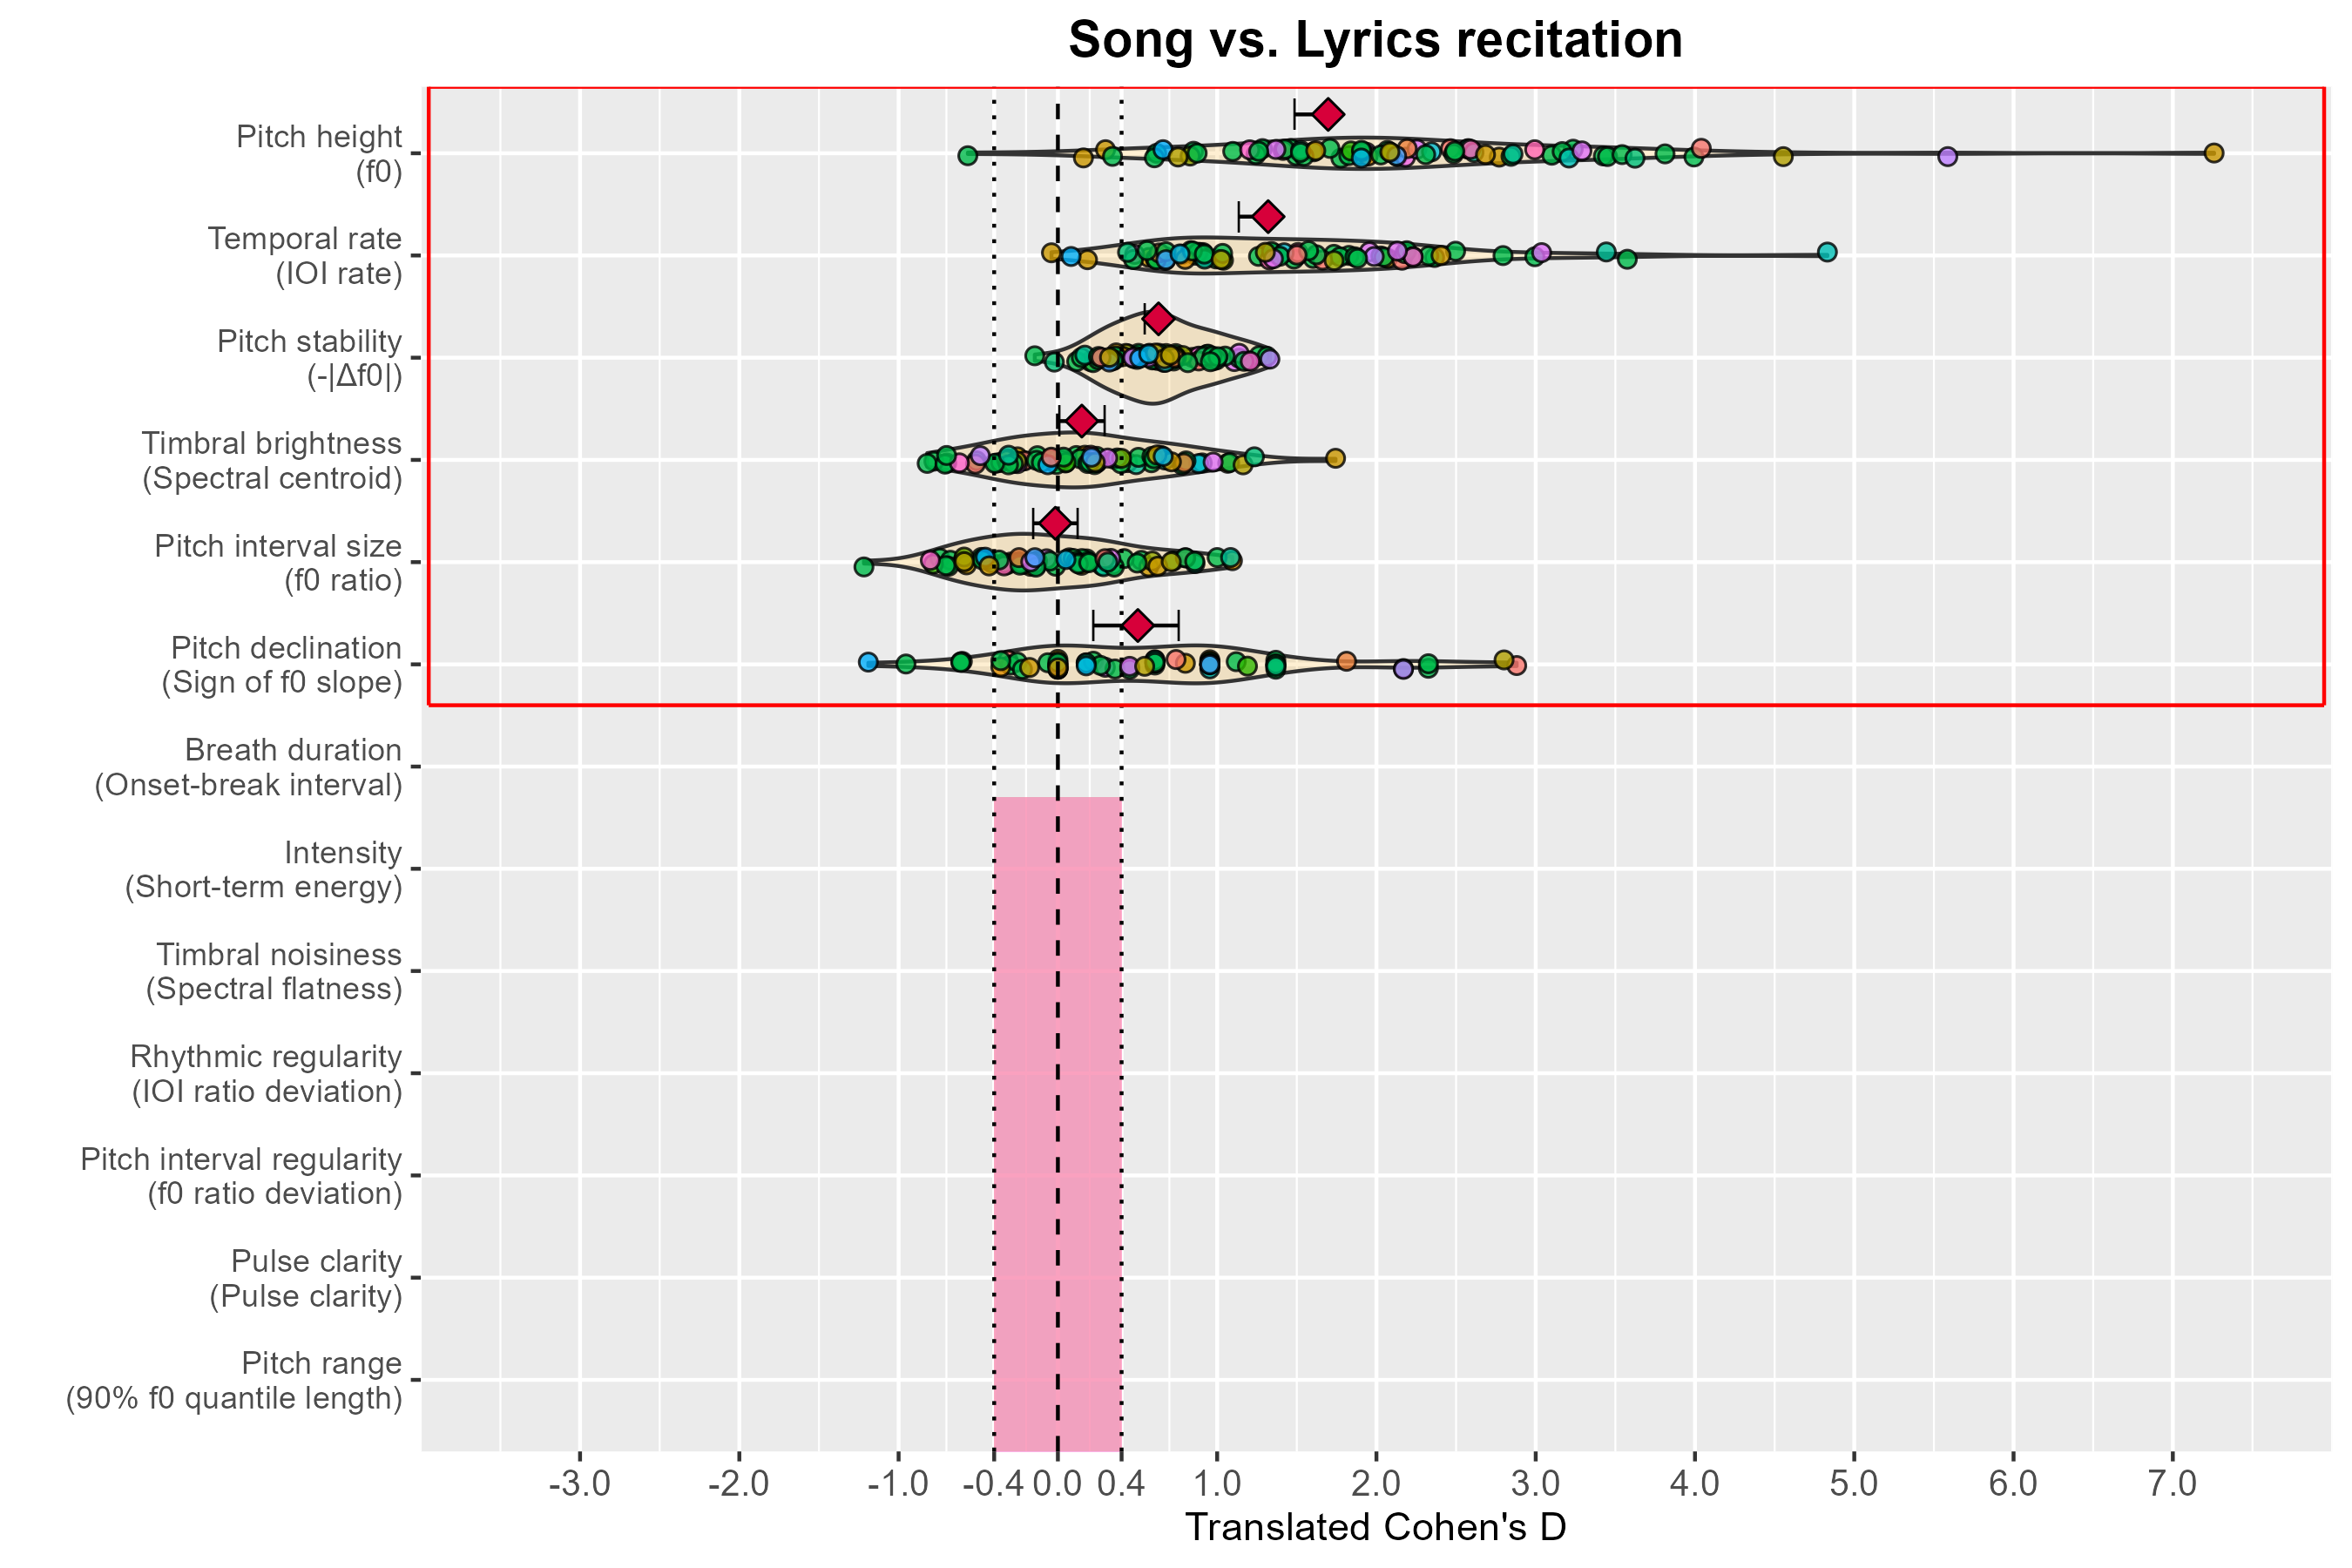 Song vs. Lyrics recitation
Pitch height
(f0)
Temporal rate
(IOI rate)
Pitch stability
(-|Δf0|)
Timbral brightness
(Spectral centroid)
Pitch interval size
(f0 ratio)
Pitch declination
(Sign of f0 slope)
Breath duration
(Onset-break interval)
Intensity
(Short-term energy)
Timbral noisiness
(Spectral flatness)
Rhythmic regularity
(IOI ratio deviation)
Pitch interval regularity
(f0 ratio deviation)
Pulse clarity
(Pulse clarity)
Pitch range
(90% f0 quantile length)
-3.0 -2.0 -1.0 -0.4 0.0 0.4 1.0 2.0 3.0 4.0 5.0 6.0 7.0
Translated Cohen's D